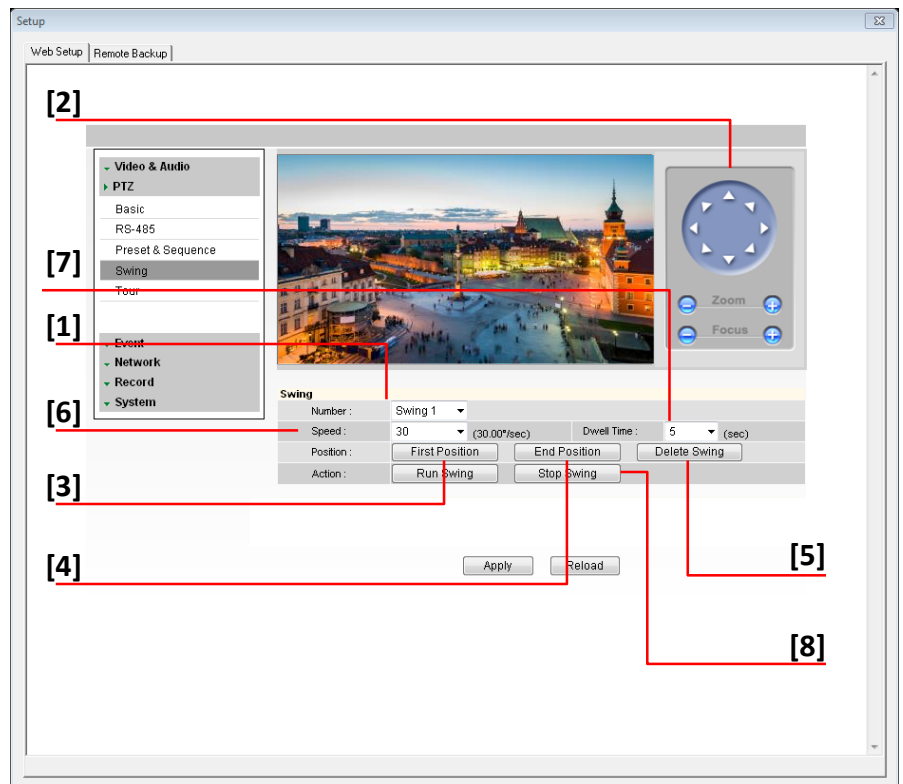 Setup
Web Setup Remote Backup
[2]
Video & Audio
PTZ
Basic
RS-485
Preset & Sequence
Swing
Tour
[7]
[1]
Event
Network
Record
System
Zoom
Focus
Swing
Number : Swing 1
[6]
Speed : 30 (30.00°/sec) Dwell Time : 5 (sec)
Position : First Position End Position Delete Swing
Action : Run Swing Stop Swing
[3]
[4]
Apply Reload
[5]
[8]